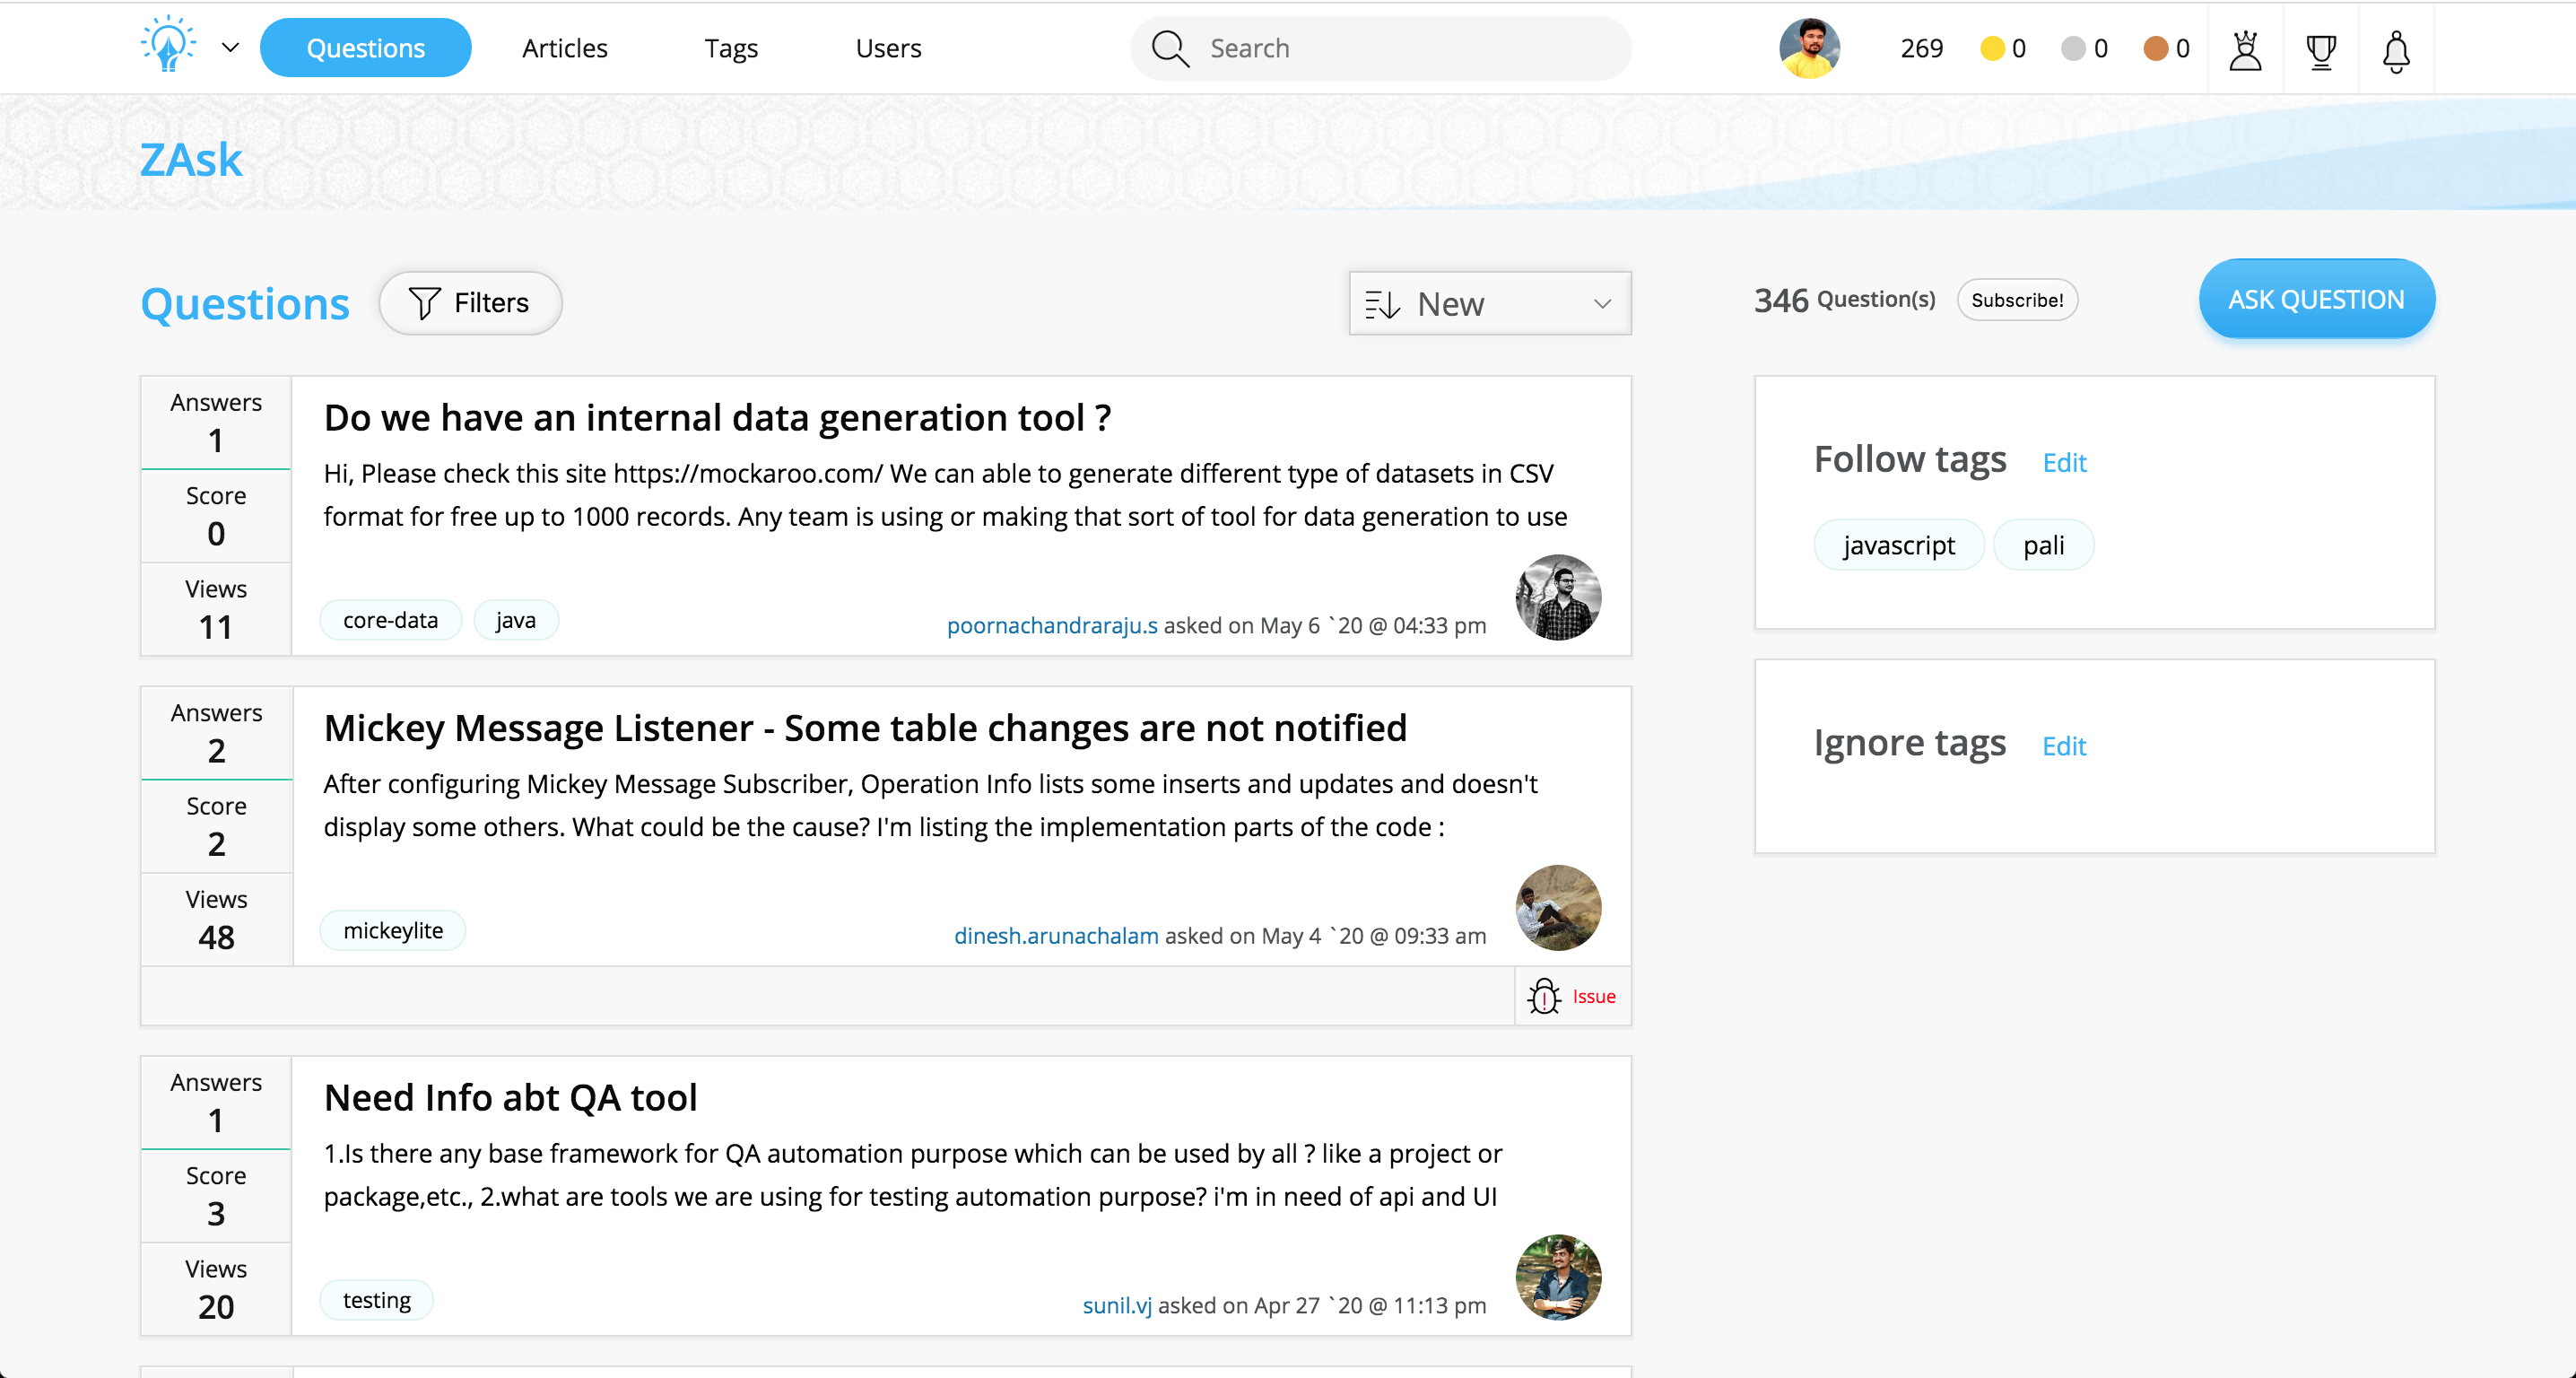 Questions Articles Tags Users Search 269 0 0 0
ZAsk
Questions Filters New 346 Question(s) Subscribe! ASK QUESTION
Answers
1
Score
0
Views
11
Do we have an internal data generation tool ?
Hi, Please check this site https://mockaroo.com/ We can able to generate different type of datasets in CSV
format for free up to 1000 records. Any team is using or making that sort of tool for data generation to use
core-data java
poornachandraraju.s asked on May 6 `20 @ 04:33 pm
Answers
2
Score
2
Views
48
Mickey Message Listener - Some table changes are not notified
After configuring Mickey Message Subscriber, Operation Info lists some inserts and updates and doesn't
display some others. What could be the cause? I'm listing the implementation parts of the code :
mickeylite
dinesh.arunachalam asked on May 4 `20 @ 09:33 am
Issue
Answers
1
Score
3
Views
20
Need Info abt QA tool
1.Is there any base framework for QA automation purpose which can be used by all ? like a project or
package,etc., 2.what are tools we are using for testing automation purpose? i'm in need of api and UI
testing
sunil.vj asked on Apr 27 `20 @ 11:13 pm
Follow tags Edit
javascript pali
Ignore tags Edit